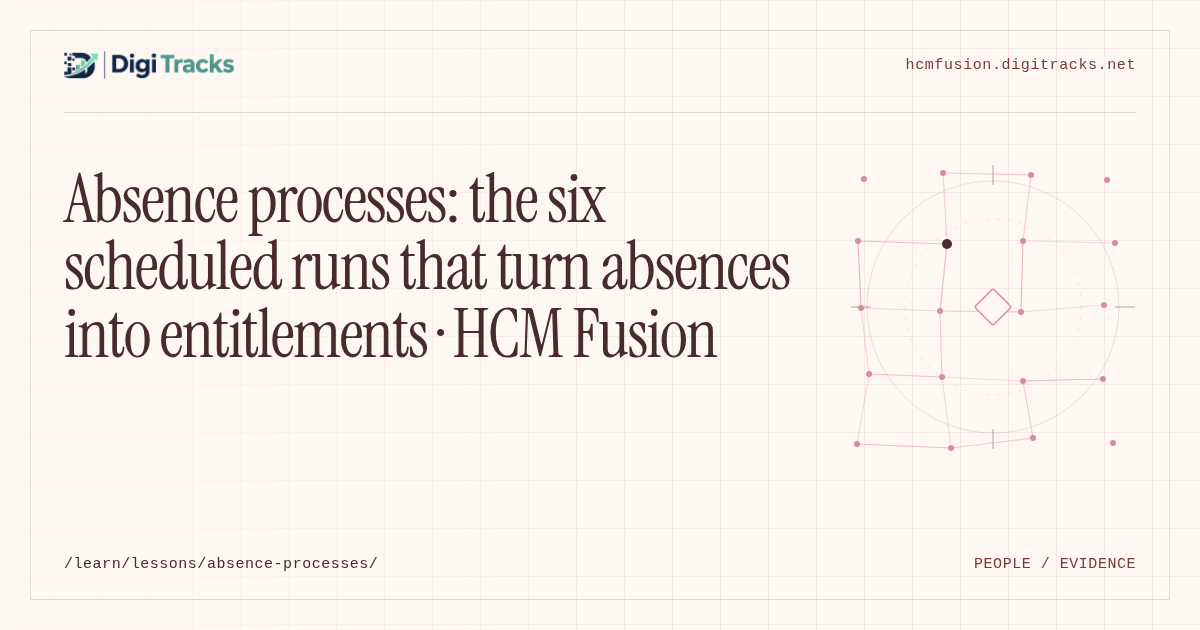 Digi Tracks
hcmfusion.digitracks.net
Absence processes: the six
scheduled runs that turn absences
into entitlements · HCM Fusion
/learn/lessons/absence-processes/
PEOPLE / EVIDENCE